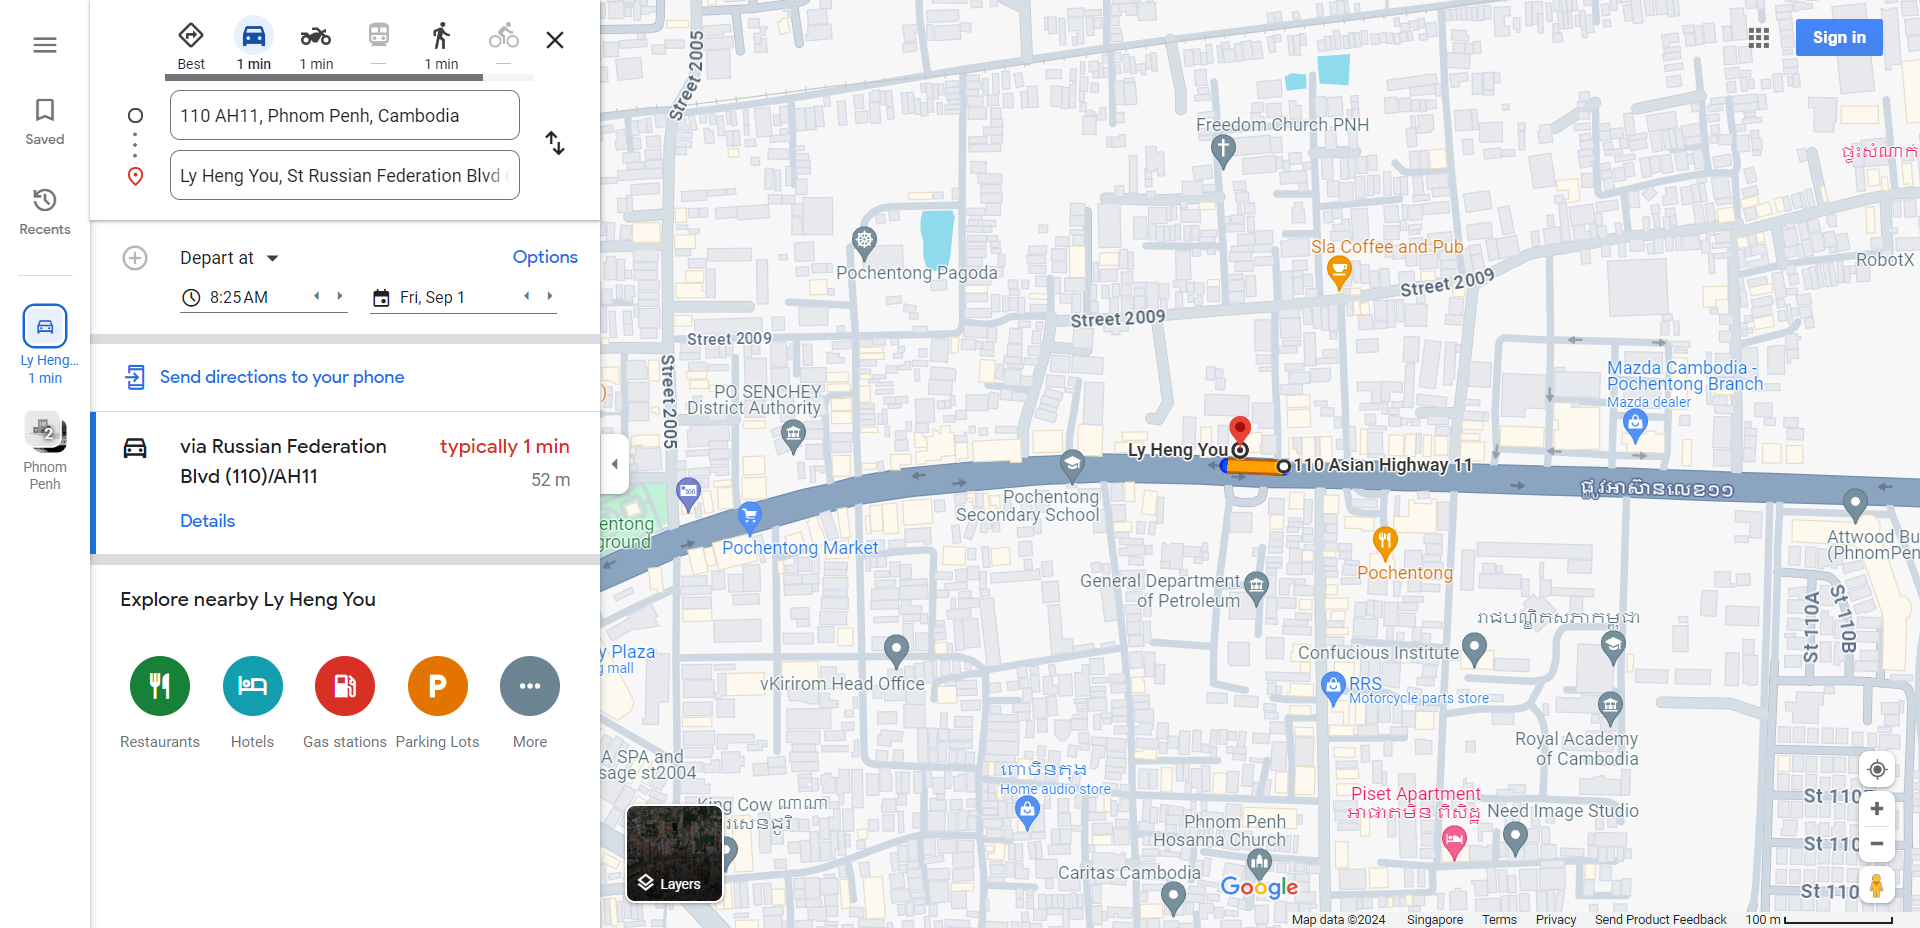 Best
1 min
1 min
1 min
110 AH11, Phnom Penh, Cambodia
Ly Heng You, St Russian Federation Blvd
Saved
Recents
Ly Heng...
1 min
2
Phnom
Penh
Depart at
Options
8:25 AM
Fri, Sep 1
Send directions to your phone
via Russian Federation
Blvd (110)/AH11
typically 1 min
52 m
Details
Explore nearby Ly Heng You
P
Restaurants
Hotels
Gas stations
Parking Lots
More
Sign in
Street 2005
Freedom Church PNH
ផ្ទះសំណាក់
Pochentong Pagoda
Sla Coffee and Pub
RobotX
Street 2009
Street 2009
Street 2009
Street 2005
PO SENCHEY
District Authority
Mazda Cambodia -
Pochentong Branch
Mazda dealer
Ly Heng You
110 Asian Highway 11
ផ្លូវអាស៊ានលេខ១១
100
Pochentong
Secondary School
entong
ground
Pochentong Market
Attwood Bu
(PhnomPen
General Department
of Petroleum
Pochentong
St 110A
St 110B
រាជបណ្ឌិតសភាកម្ពុជា
Confucious Institute
y Plaza
g mall
vKirirom Head Office
RRS
Motorcycle parts store
Royal Academy
of Cambodia
A SPA and
sage st2004
ពោធិ៍ចិនតុង
Home audio store
King Cow ណាណា
Piset Apartment
អាផាតមិន ពិសិដ្ឋ
Need Image Studio
Phnom Penh
Hosanna Church
Caritas Cambodia
St 110
St 110
St 110
Layers
Google
Map data ©2024
Singapore
Terms
Privacy
Send Product Feedback
100 m